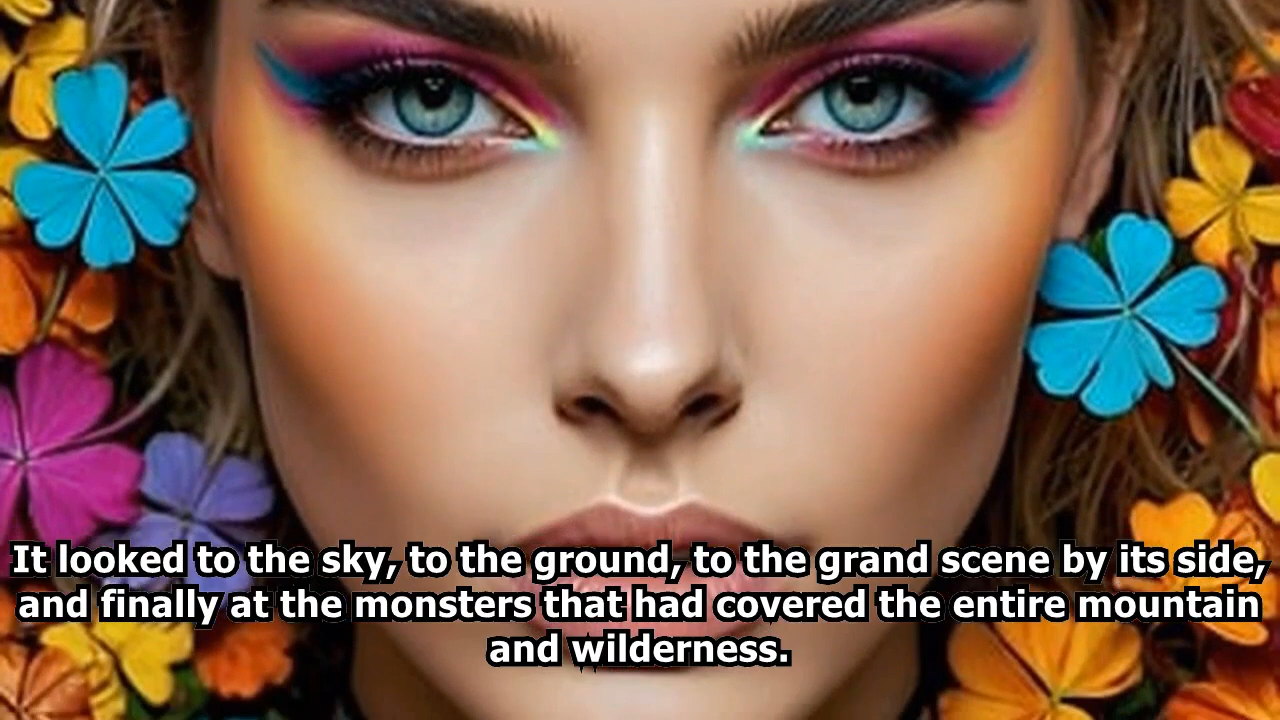 It looked to the sky, to the ground, to the grand scene by its side,
and finally at the monsters that had covered the entire mountain
and wilderness.